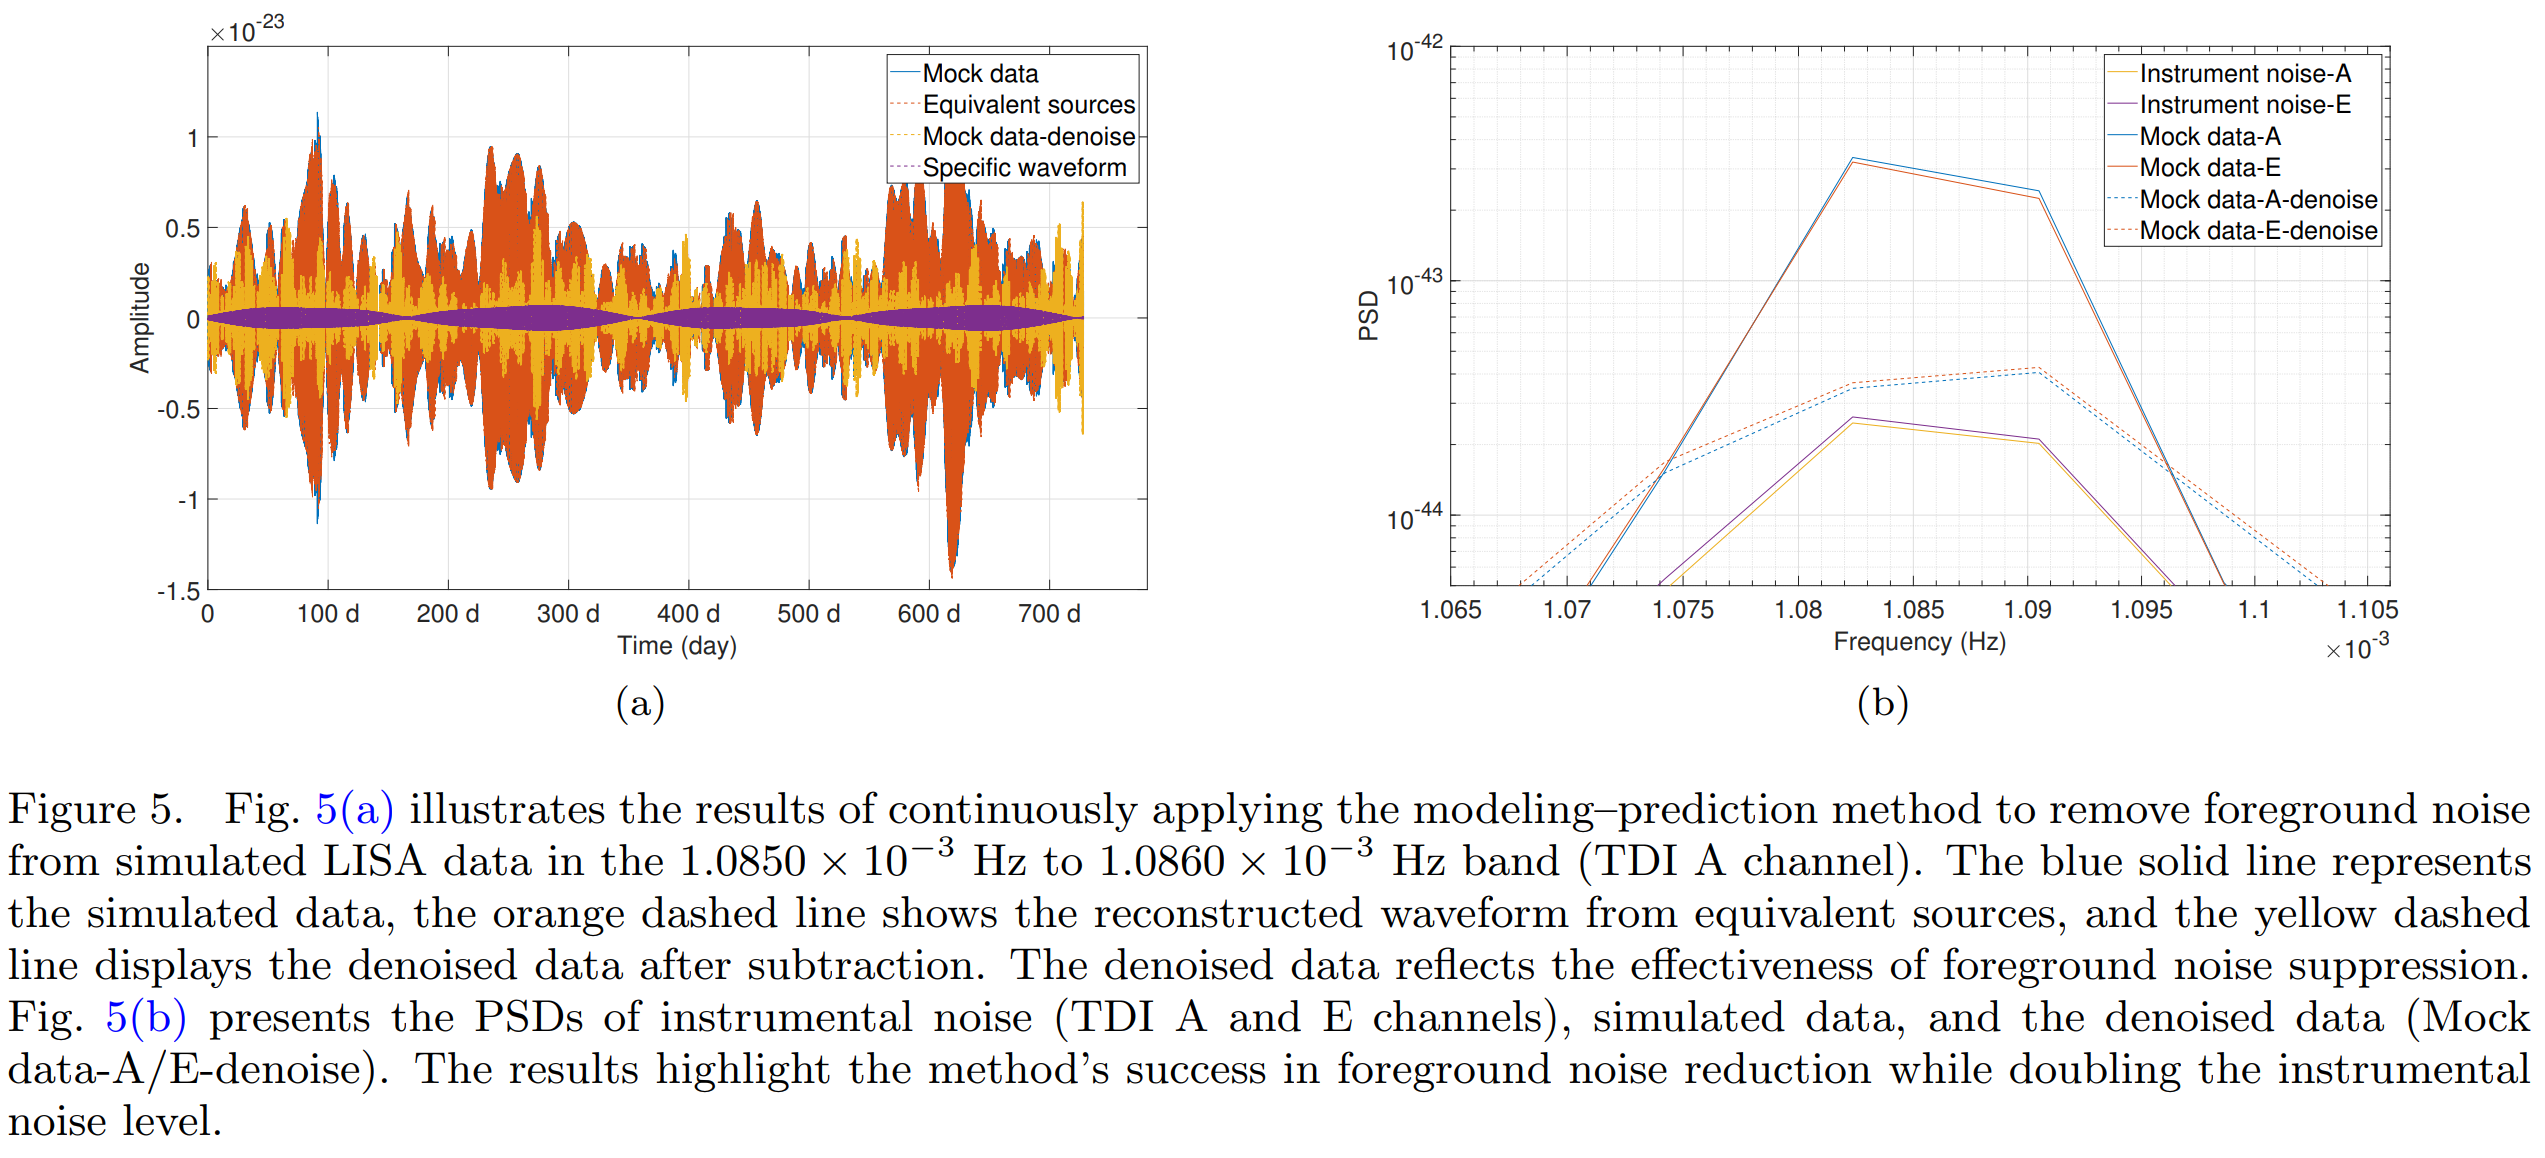 ×10-23
1
0.5
0
-0.5
-1
-1.5
Amplitude
Mock data
Equivalent sources
Mock data-denoise
Specific waveform
0 100 d 200 d 300 d 400 d 500 d 600 d 700 d
Time (day)
(a)
10-42
10-43
10-44
PSD
Instrument noise-A
Instrument noise-E
Mock data-A
Mock data-E
Mock data-A-denoise
Mock data-E-denoise
1.065 1.07 1.075 1.08 1.085 1.09 1.095 1.1 1.105
Frequency (Hz)
×10-3
(b)
Figure 5. Fig. 5(a) illustrates the results of continuously applying the modeling–prediction method to remove foreground noise
from simulated LISA data in the 1.0850 × 10−3 Hz to 1.0860 × 10−3 Hz band (TDI A channel). The blue solid line represents
the simulated data, the orange dashed line shows the reconstructed waveform from equivalent sources, and the yellow dashed
line displays the denoised data after subtraction. The denoised data reflects the effectiveness of foreground noise suppression.
Fig. 5(b) presents the PSDs of instrumental noise (TDI A and E channels), simulated data, and the denoised data (Mock
data-A/E-denoise). The results highlight the method's success in foreground noise reduction while doubling the instrumental
noise level.